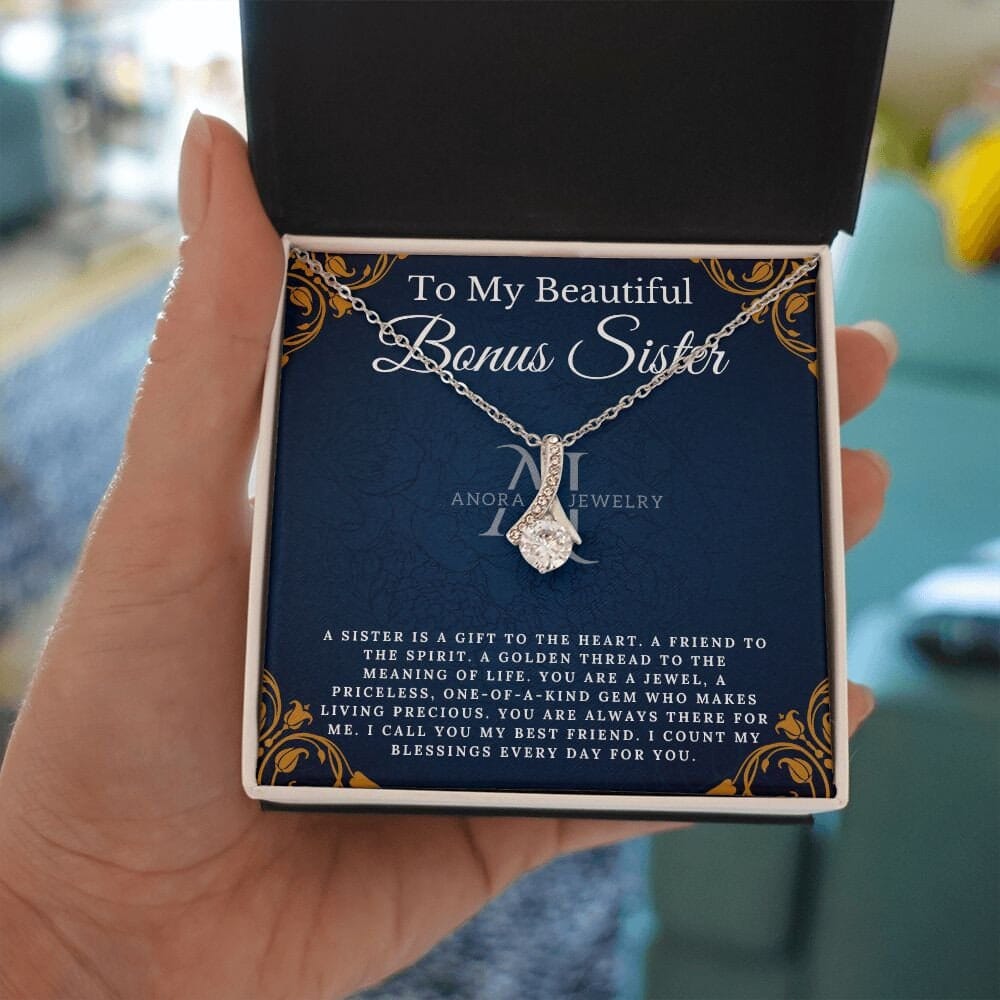 To My Beautiful
Bonus Sister
ANORA JEWELRY
A SISTER IS A GIFT TO THE HEART. A FRIEND TO
THE SPIRIT. A GOLDEN THREAD TO THE
MEANING OF LIFE. YOU ARE A JEWEL, A
PRICELESS, ONE-OF-A-KIND GEM WHO MAKES
LIVING PRECIOUS. YOU ARE ALWAYS THERE FOR
ME. I CALL YOU MY BEST FRIEND. I COUNT MY
BLESSINGS EVERY DAY FOR YOU.